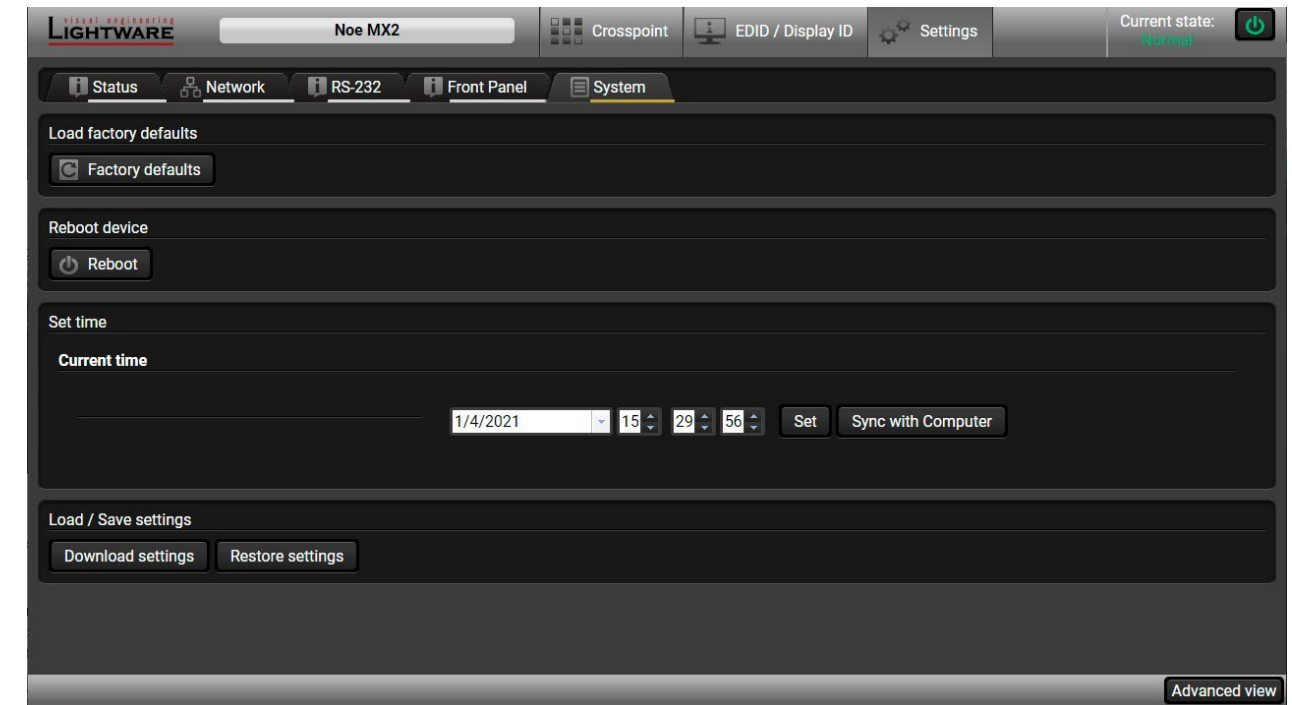 visual engineering
LIGHTWARE
Noe MX2
Crosspoint
EDID / Display ID
Settings
Current state:
Normal
Status
Network
RS-232
Front Panel
System
Load factory defaults
Factory defaults
Reboot device
Reboot
Set time
Current time
1/4/2021 15 29 56 Set Sync with Computer
Load / Save settings
Download settings Restore settings
Advanced view